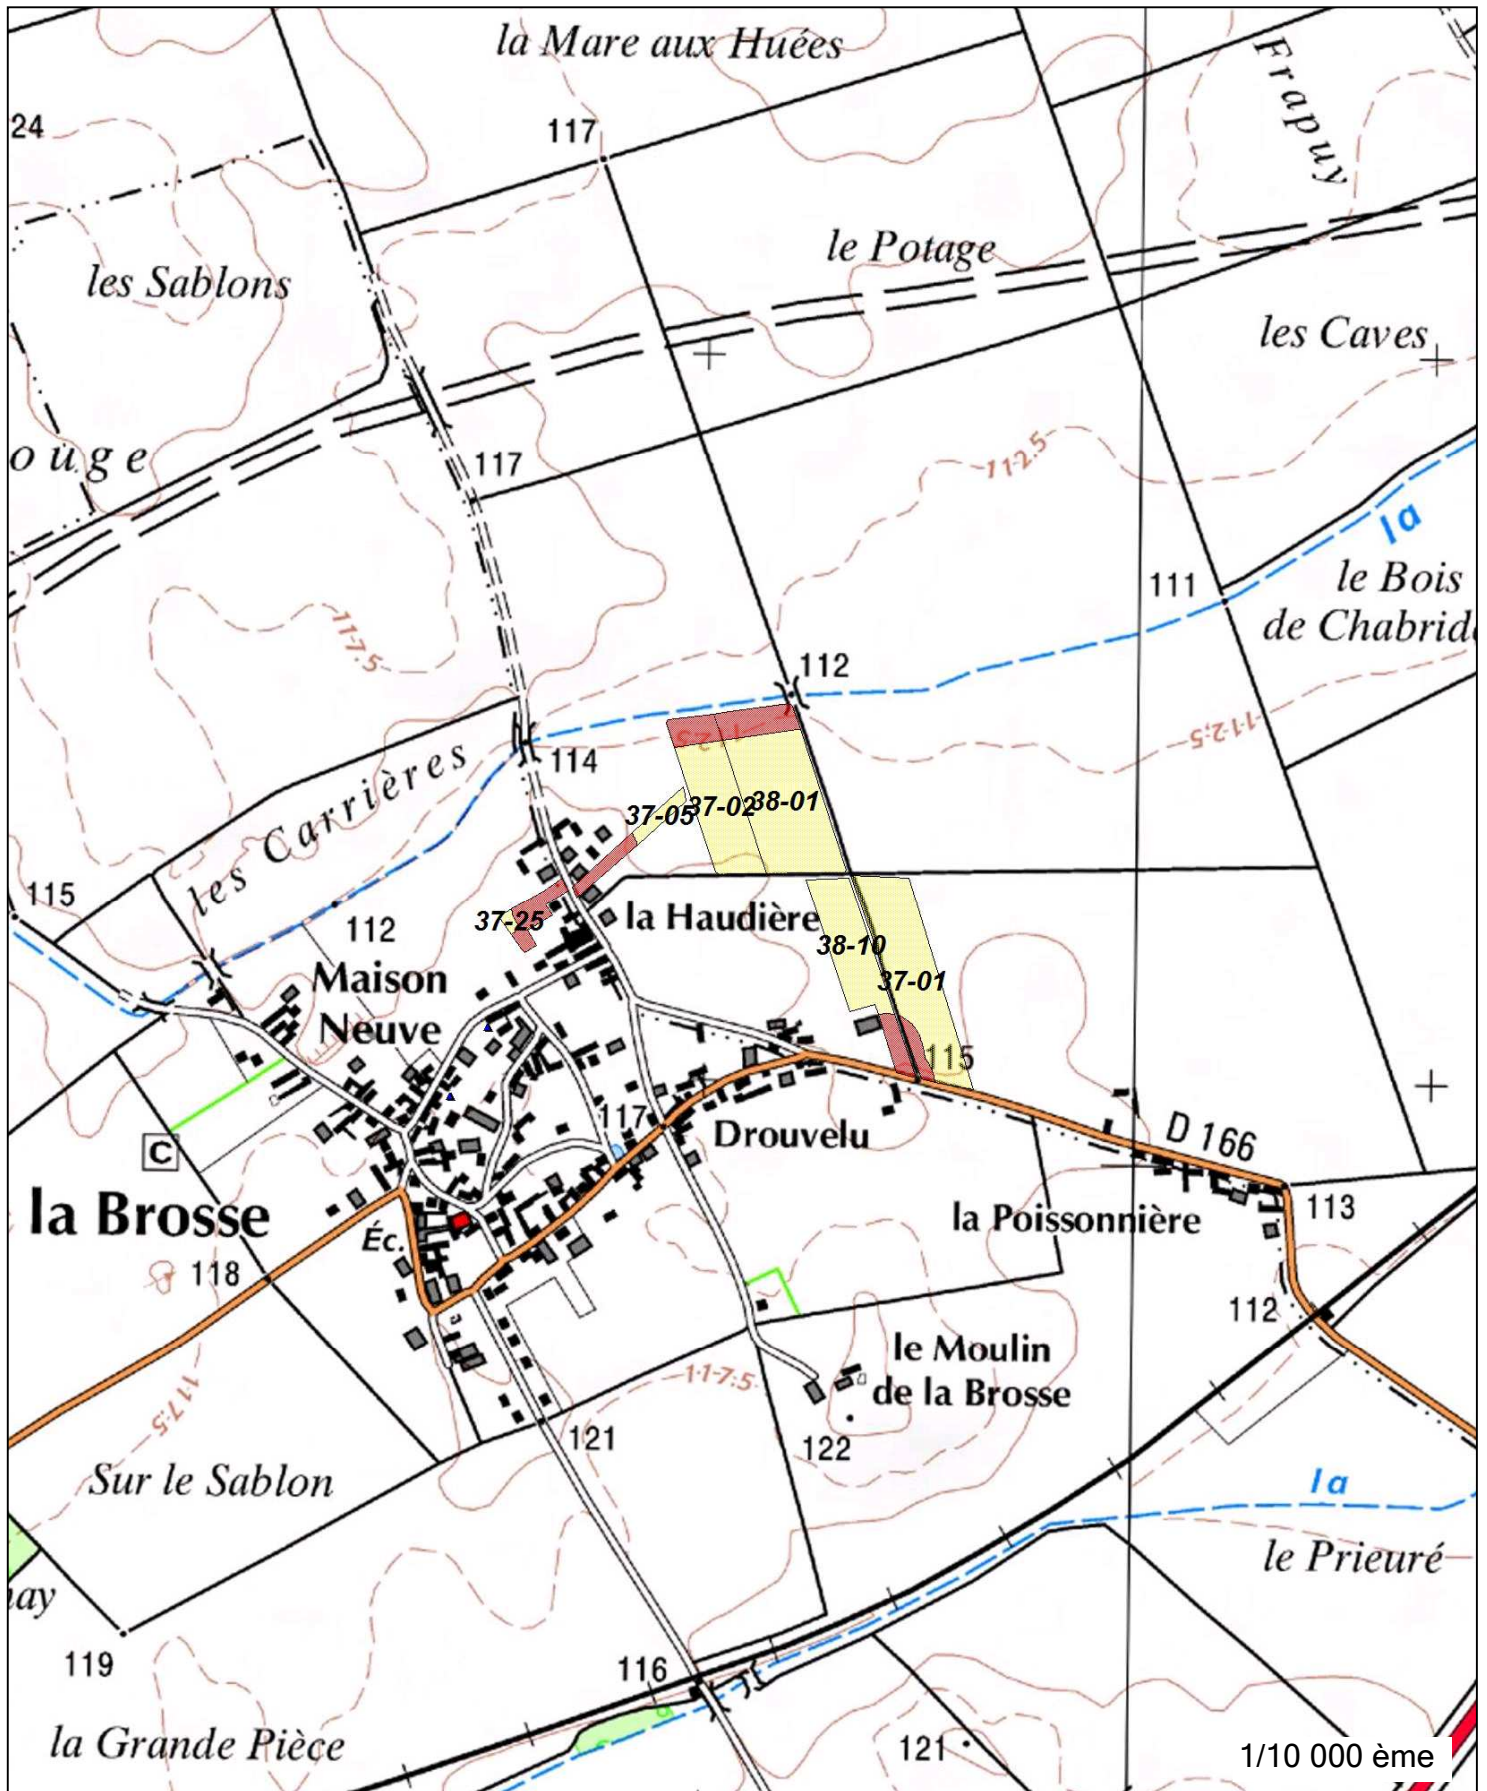 la Mare aux Huées
Frapuy
24
117
le Potage
les Sablons
les Caves
ouge
117
112.5
la
117.5
111
le Bois
de Chabrid
112
112,5
114
les Carrières
37-05
37-02
38-01
115
37-25
la Haudière
112
38-10
Maison
Neuve
37-01
115
117
Drouvelu
D 166
C
la Brosse
la Poissonnière
113
Éc.
118
112
le Moulin
de la Brosse
117.5
117.5
121
122
Sur le Sablon
la
le Prieuré
ay
119
116
la Grande Pièce
121
1/10 000 ème